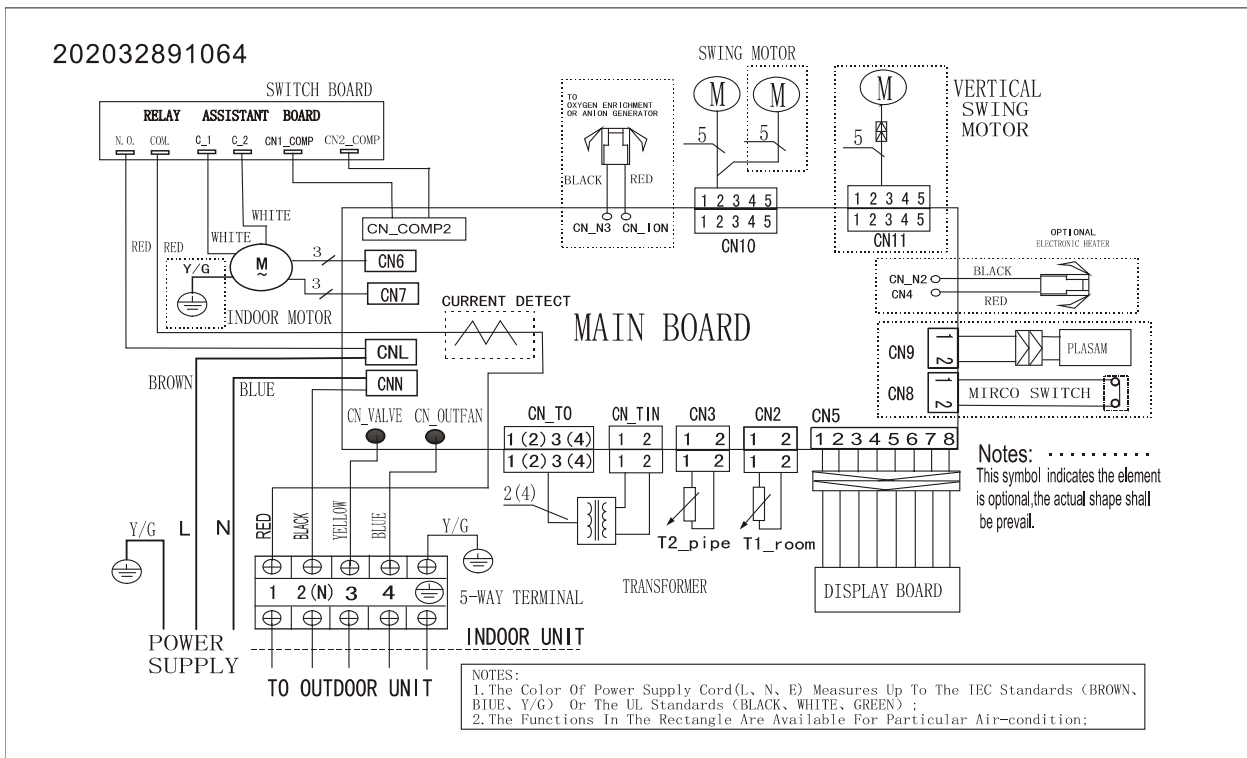 202032891064
SWITCH BOARD
RELAY ASSISTANT BOARD
N.O. COM. C_1 C_2 CN1_COMP CN2_COMP
TO
OXYGEN ENRICHMENT
OR ANION GENERATOR
BLACK RED
CN_N3 CN_ION
SWING MOTOR
M M
5 5
1 2 3 4 5
1 2 3 4 5
CN10
M
VERTICAL
SWING
MOTOR
5
1 2 3 4 5
1 2 3 4 5
CN11
WHITE
WHITE
RED RED
Y/G
M
~
3
3
INDOOR MOTOR
CN_COMP2
CN6
CN7
CURRENT DETECT
MAIN BOARD
CNL
CNN
BROWN
BLUE
OPTIONAL
ELECTRONIC HEATER
CN_N2 BLACK
CN4 RED
CN9 1 2 PLASAM
CN8 1 2 MIRCO SWITCH
CN_VALVE CN_OUTFAN
CN_TO CN_TIN CN3 CN2 CN5
1 (2) 3 (4) 1 2 1 2 1 2 1 2 3 4 5 6 7 8
1 (2) 3 (4) 1 2 1 2 1 2
2(4)
T2_pipe T1_room
TRANSFORMER
DISPLAY BOARD
Notes: ·········
This symbol indicates the element
is optional,the actual shape shall
be prevail.
Y/G L N RED BLACK YELLOW BLUE Y/G
1 2(N) 3 4
5-WAY TERMINAL
POWER
SUPPLY
INDOOR UNIT
TO OUTDOOR UNIT
NOTES:
1.The Color Of Power Supply Cord(L、N、E) Measures Up To The IEC Standards (BROWN、
BIUE、Y/G) Or The UL Standards (BLACK、WHITE、GREEN) ;
2.The Functions In The Rectangle Are Available For Particular Air-condition;